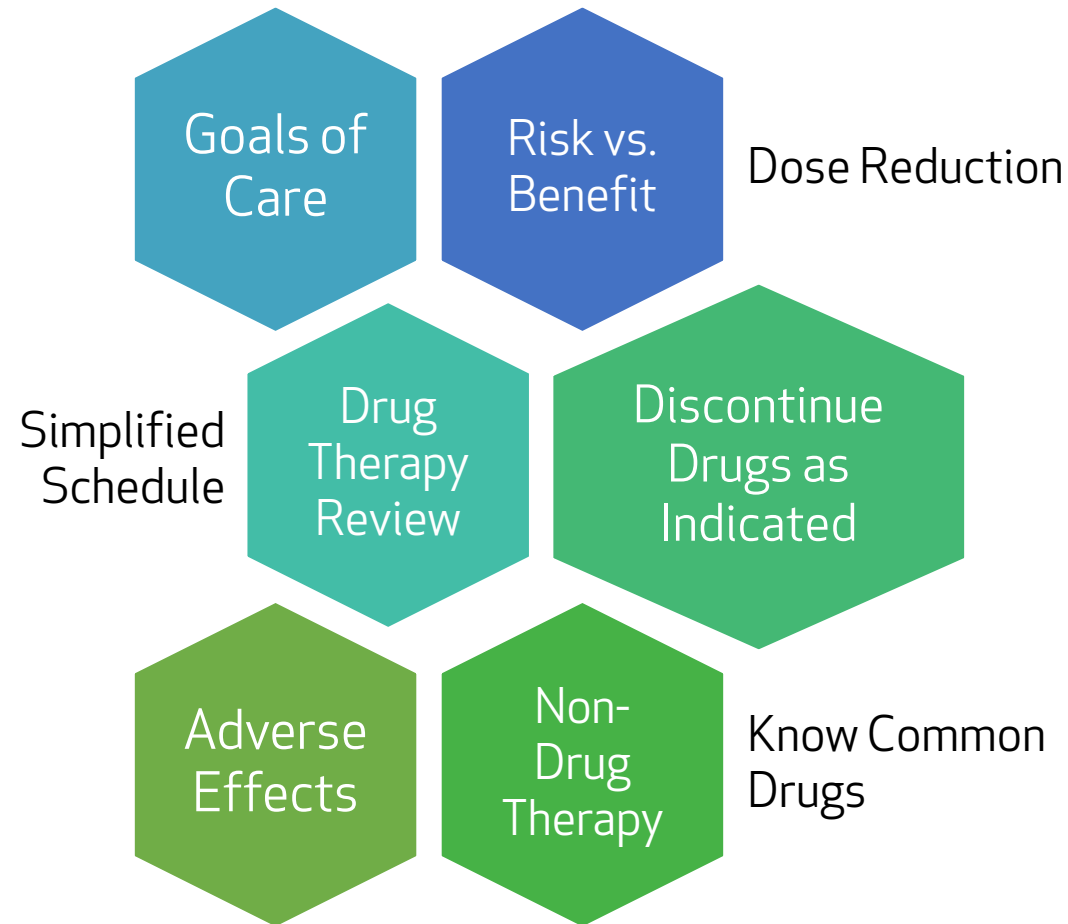 Goals of
Care
Risk vs.
Benefit
Dose Reduction
Simplified
Schedule
Drug
Therapy
Review
Discontinue
Drugs as
Indicated
Adverse
Effects
Non-
Drug
Therapy
Know Common
Drugs